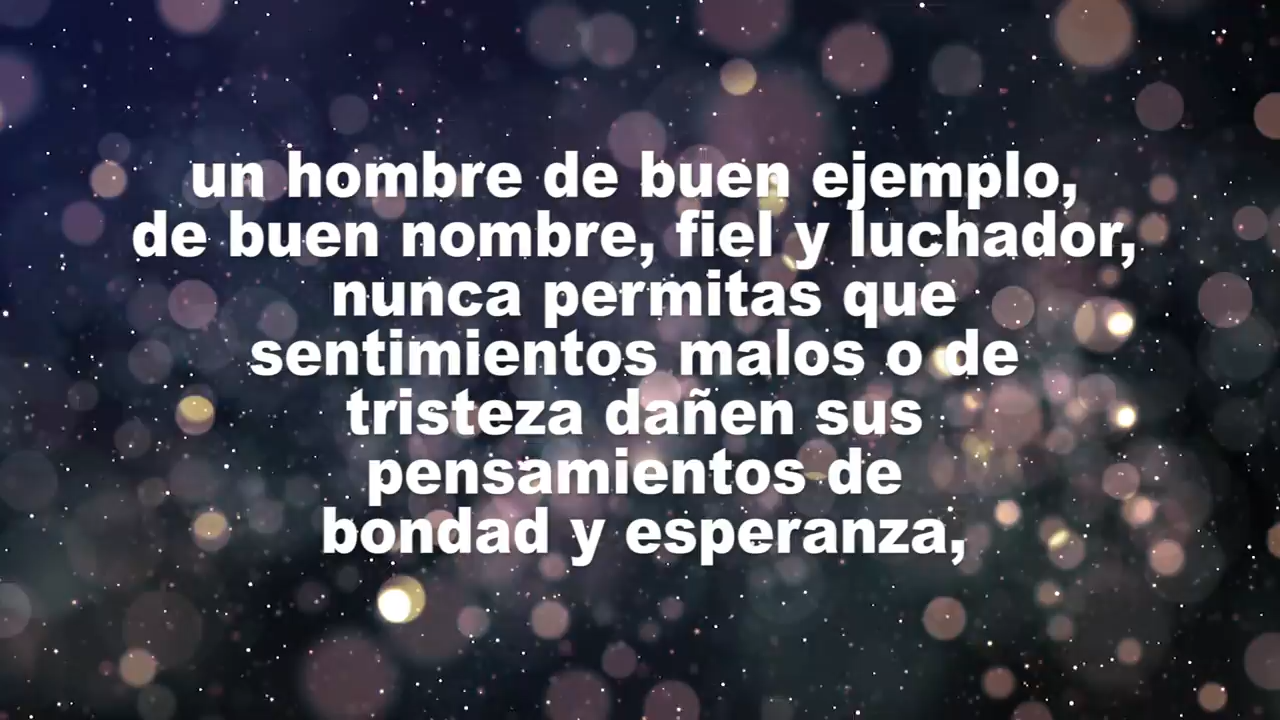 un hombre de buen ejemplo,
de buen nombre, fiel y luchador,
nunca permitas que
sentimientos malos o de
tristeza dañen sus
pensamientos de
bondad y esperanza,